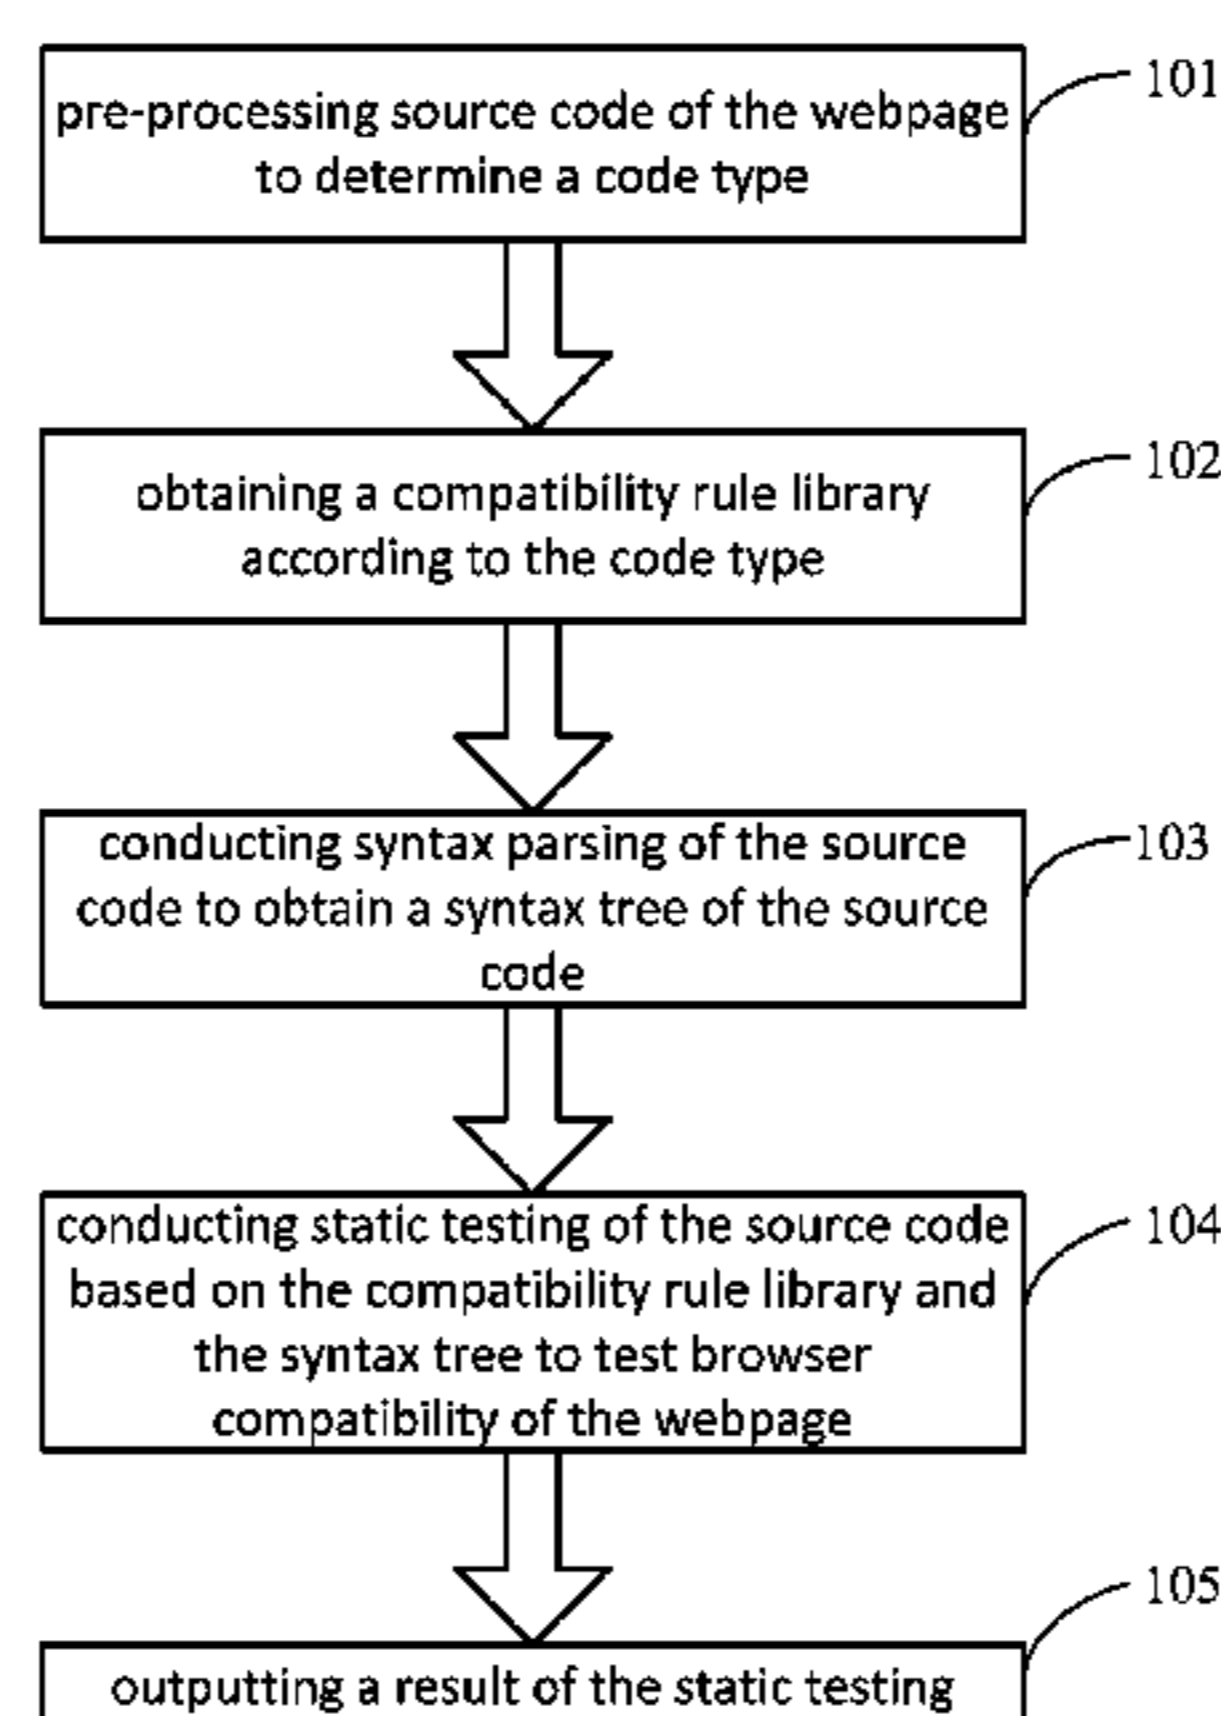 101
pre-processing source code of the webpage
to determine a code type
102
obtaining a compatibility rule library
according to the code type
103
conducting syntax parsing of the source
code to obtain a syntax tree of the source
code
104
conducting static testing of the source code
based on the compatibility rule library and
the syntax tree to test browser
compatibility of the webpage
105
outputting a result of the static testing